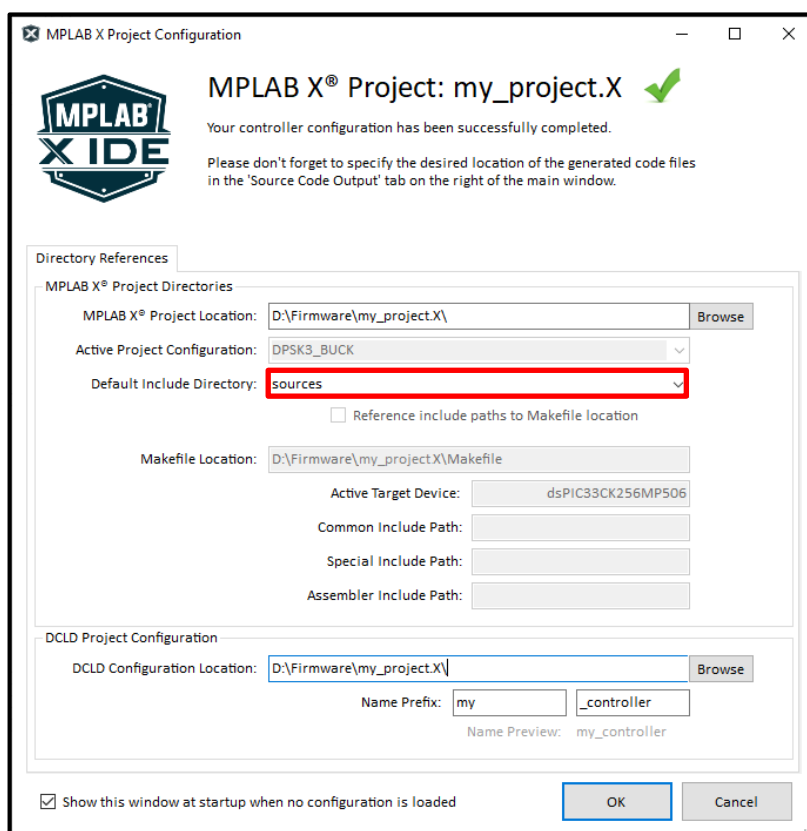 MPLAB X Project Configuration
MPLAB®
X IDE
MPLAB X® Project: my_project.X
Your controller configuration has been successfully completed.
Please don't forget to specify the desired location of the generated code files
in the 'Source Code Output' tab on the right of the main window.
Directory References
MPLAB X® Project Directories
MPLAB X® Project Location: D:\Firmware\my_project.X\ Browse
Active Project Configuration: DPSK3_BUCK
Default Include Directory: sources
Reference include paths to Makefile location
Makefile Location: D:\Firmware\my_projectX\Makefile
Active Target Device: dsPIC33CK256MP506
Common Include Path:
Special Include Path:
Assembler Include Path:
DCLD Project Configuration
DCLD Configuration Location: D:\Firmware\my_project.X\ Browse
Name Prefix: my _controller
Name Preview: my_controller
Show this window at startup when no configuration is loaded OK Cancel